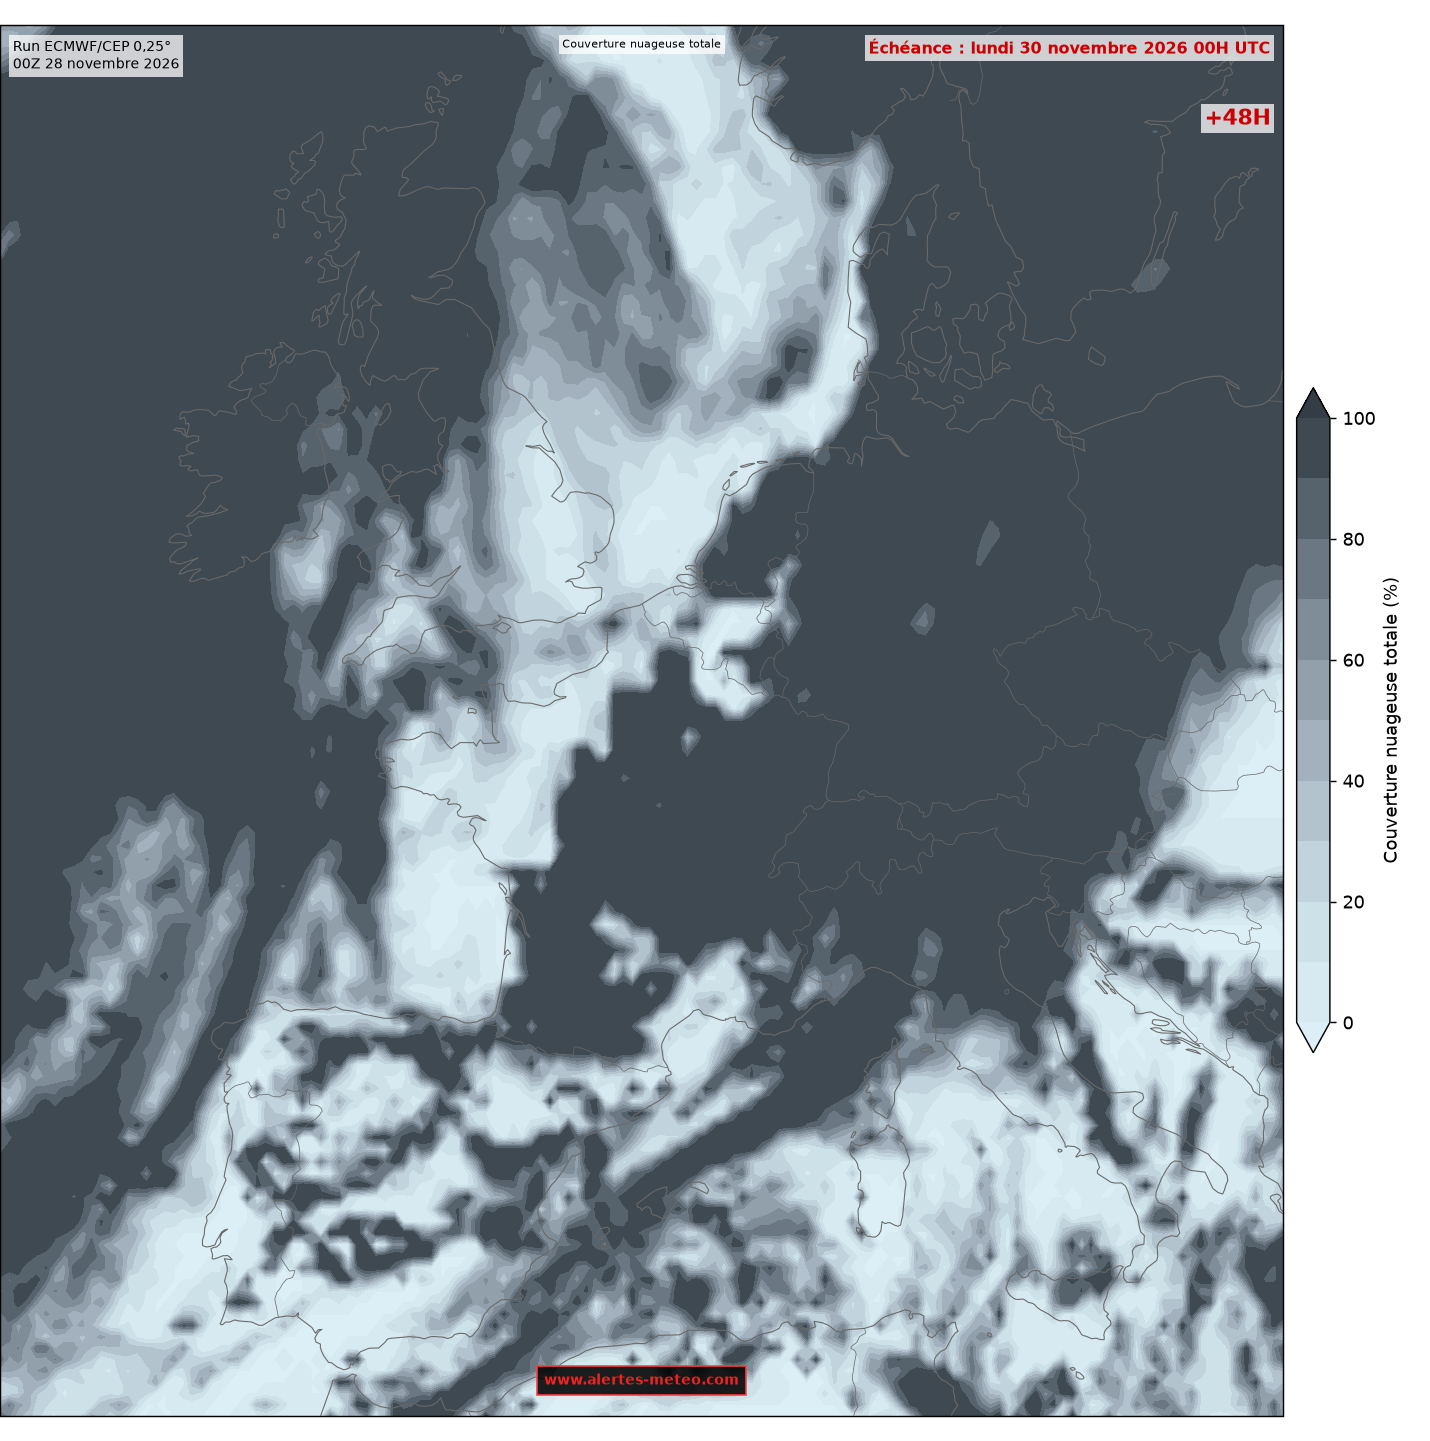 Run ECMWF/CEP 0,25°
00Z 28 novembre 2026
Couverture nuageuse totale
Échéance : lundi 30 novembre 2026 00H UTC
+48H
100
80
60
40
20
0
Couverture nuageuse totale (%)
www.alertes-meteo.com